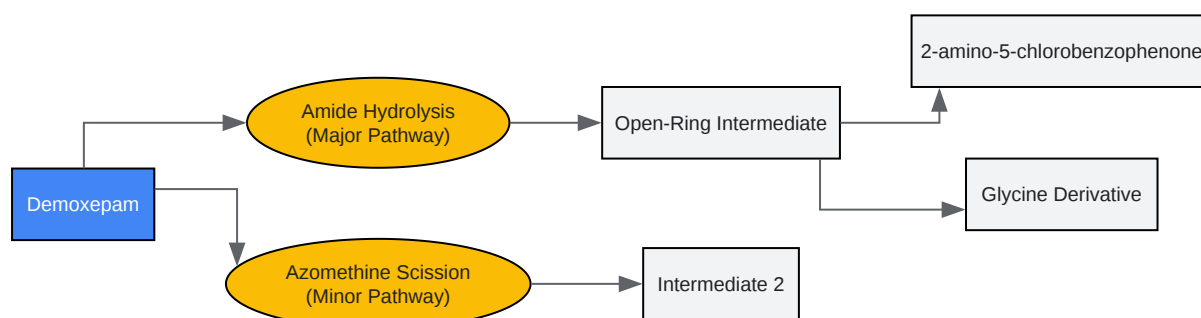 2-amino-5-chlorobenzophenone
Amide Hydrolysis
(Major Pathway)
Open-Ring Intermediate
Demoxepam
Glycine Derivative
Azomethine Scission
(Minor Pathway)
Intermediate 2